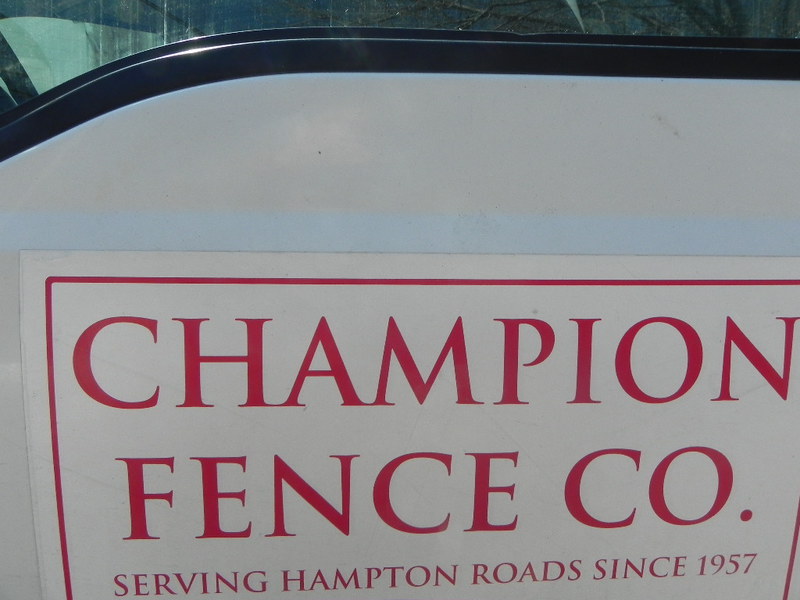 CHAMPION
FENCE CO.
SERVING HAMPTON ROADS SINCE 1957